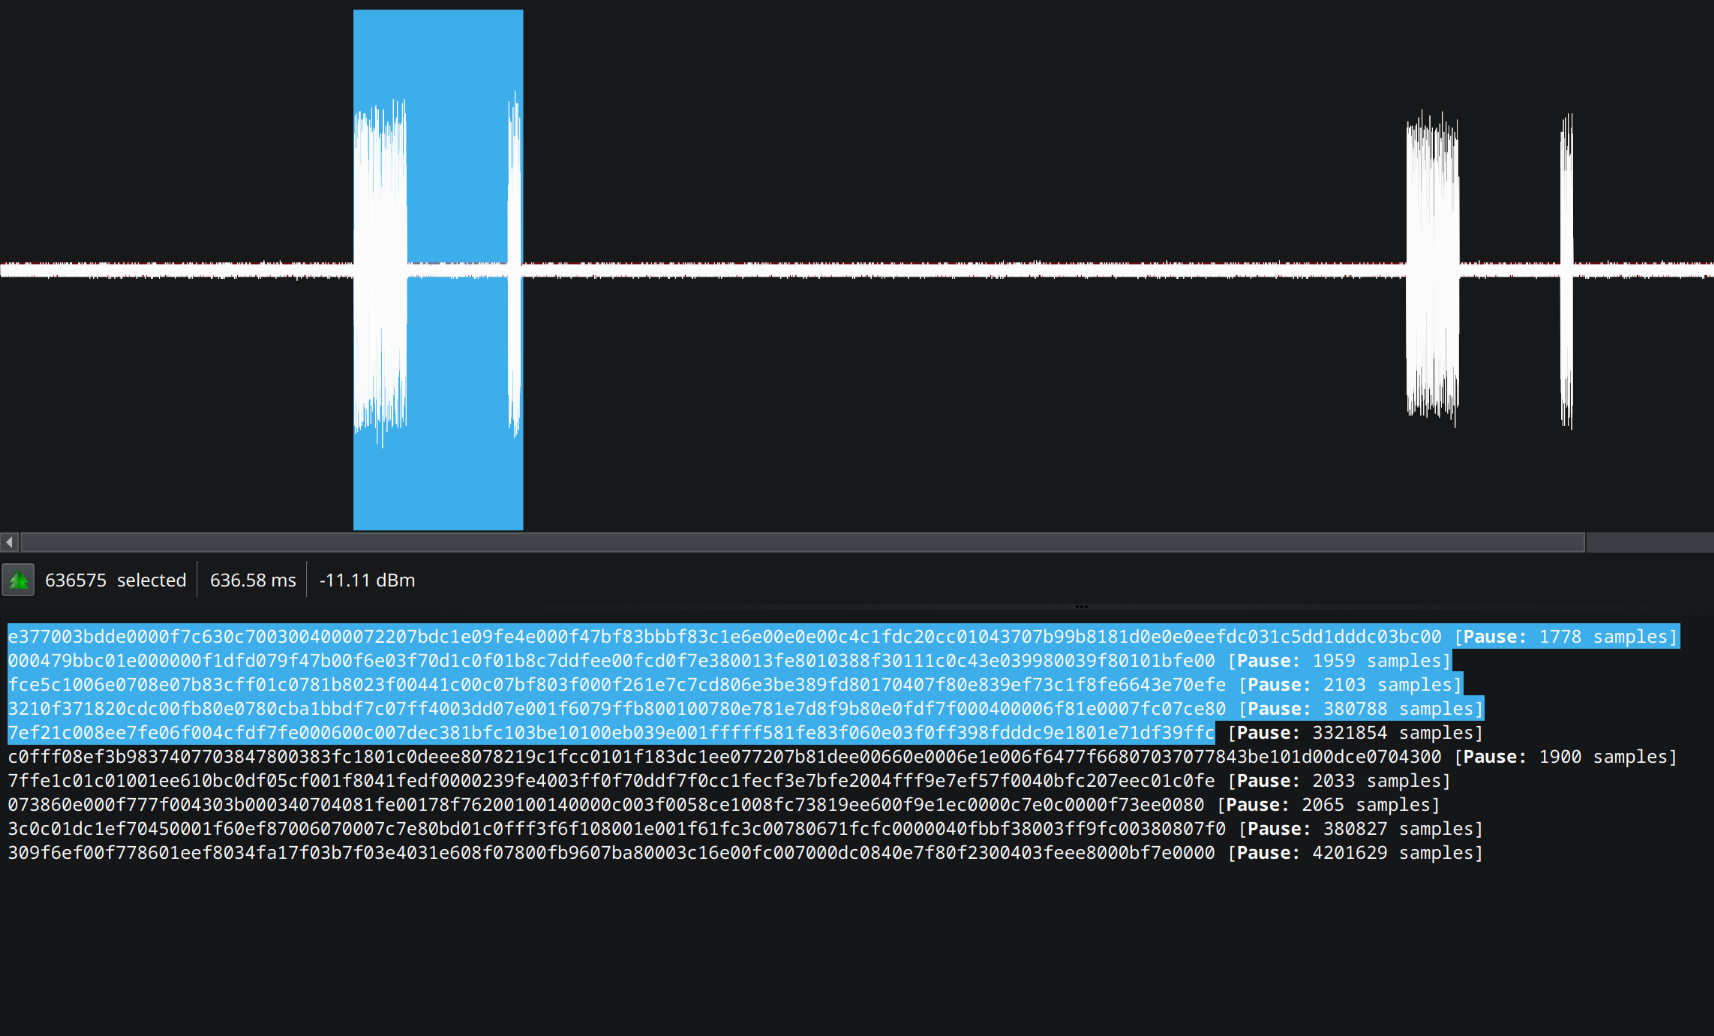 636575 selected 636.58 ms -11.11 dBm
e377003bdde0000f7c630c7003004000072207bdc1e09fe4e000f47bf83bbbf83c1e6e00e0e00c4c1fdc20cc01043707b99b8181d0e0e0eefdc031c5dd1dddc03bc00 [Pause: 1778 samples]
000479bbc01e000000f1dfd079f47b00f6e03f70d1c0f01b8c7ddfee00fcd0f7e380013fe8010388f30111c0c43e039980039f80101bfe00 [Pause: 1959 samples]
fce5c1006e0708e07b83cff01c0781b8023f00441c00c07bf803f000f261e7c7cd806e3be389fd80170407f80e839ef73c1f8fe6643e70efe [Pause: 2103 samples]
3210f371820cdc00fb80e0780cba1bbdf7c07ff4003dd07e001f6079ffb800100780e781e7d8f9b80e0fdf7f000400006f81e0007fc07ce80 [Pause: 380788 samples]
7ef21c008ee7fe06f004cfdf7fe000600c007dec381bfc103be10100eb039e001fffff581fe83f060e03f0ff398fdddc9e1801e71df39ffc [Pause: 3321854 samples]
c0fff08ef3b98374077038478​00383fc1801c0deee8078219c1fcc0101f183dc1ee077207b81dee00660e0006e1e006f6477f66807037077843be101d00dce0704300 [Pause: 1900 samples]
7ffe1c01c01001ee610bc0df05cf001f8041fedf0000239fe4003ff0f70ddf7f0cc1fecf3e7bfe2004fff9e7ef57f0040bfc207eec01c0fe [Pause: 2033 samples]
073860e000f777f004303b000340704081fe00178f76200100140000c003f0058ce1008fc73819ee600f9e1ec0000c7e0c0000f73ee0080 [Pause: 2065 samples]
3c0c01dc1ef70450001f60ef87006070007c7e80bd01c0fff3f6f108001e001f61fc3c00780671fcfc0000040fbbf38003ff9fc00380807f0 [Pause: 380827 samples]
309f6ef00f778601eef8034fa17f03b7f03e4031e608f07800fb9607ba80003c16e00fc007000dc0840e7f80f2300403feee8000bf7e0000 [Pause: 4201629 samples]